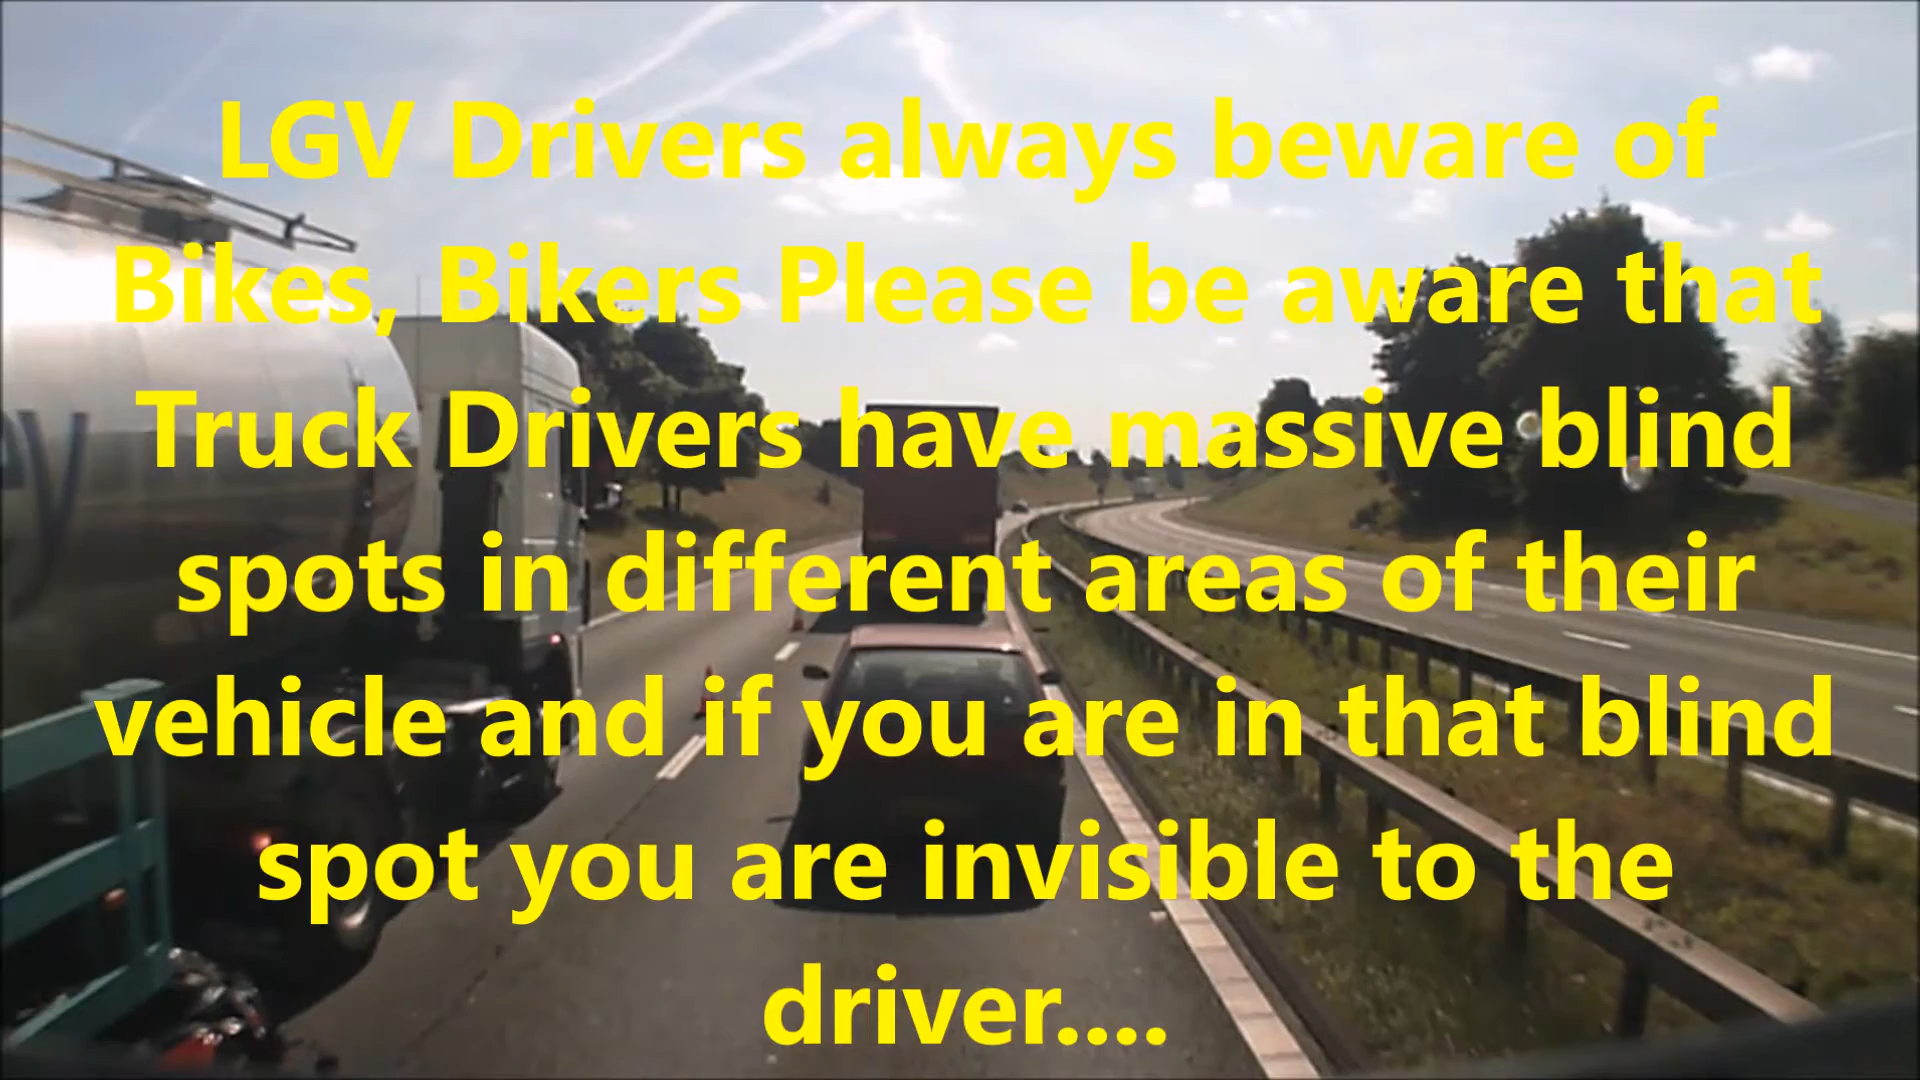 LGV Drivers always beware of
Bikes, Bikers Please be aware that
Truck Drivers have massive blind
spots in different areas of their
vehicle and if you are in that blind
spot you are invisible to the
driver....